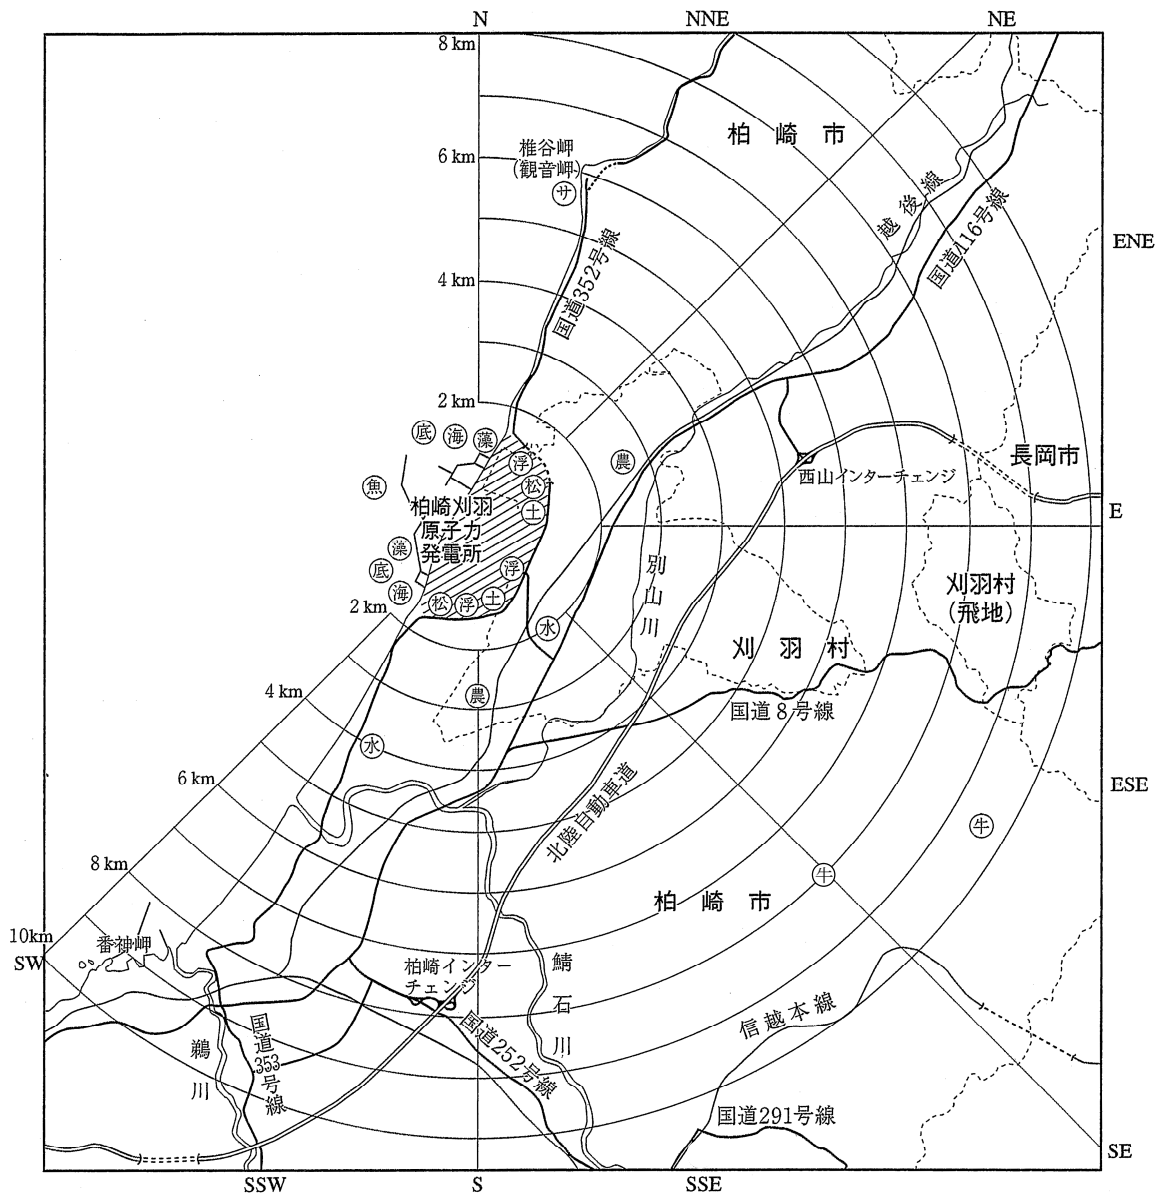 N
NNE
NE
8 km
柏崎市
6 km
椎谷岬
(観音岬)
サ
越後線
国道116号線
ENE
4 km
国道352号線
2 km
底
海
藻
浮
農
長岡市
魚
松
西山インターチェンジ
柏崎刈羽
原子力
発電所
土
E
藻
底
海
浮
別山川
刈羽村
(飛地)
2 km
松
浮
土
水
刈羽村
4 km
農
国道8号線
水
6 km
北陸自動車道
ESE
牛
8 km
牛
柏崎市
10km
SW
番神岬
柏崎インター
チェンジ
鯖石川
信越本線
鵜川
国道353号線
国道252号線
国道291号線
SE
SSW
S
SSE